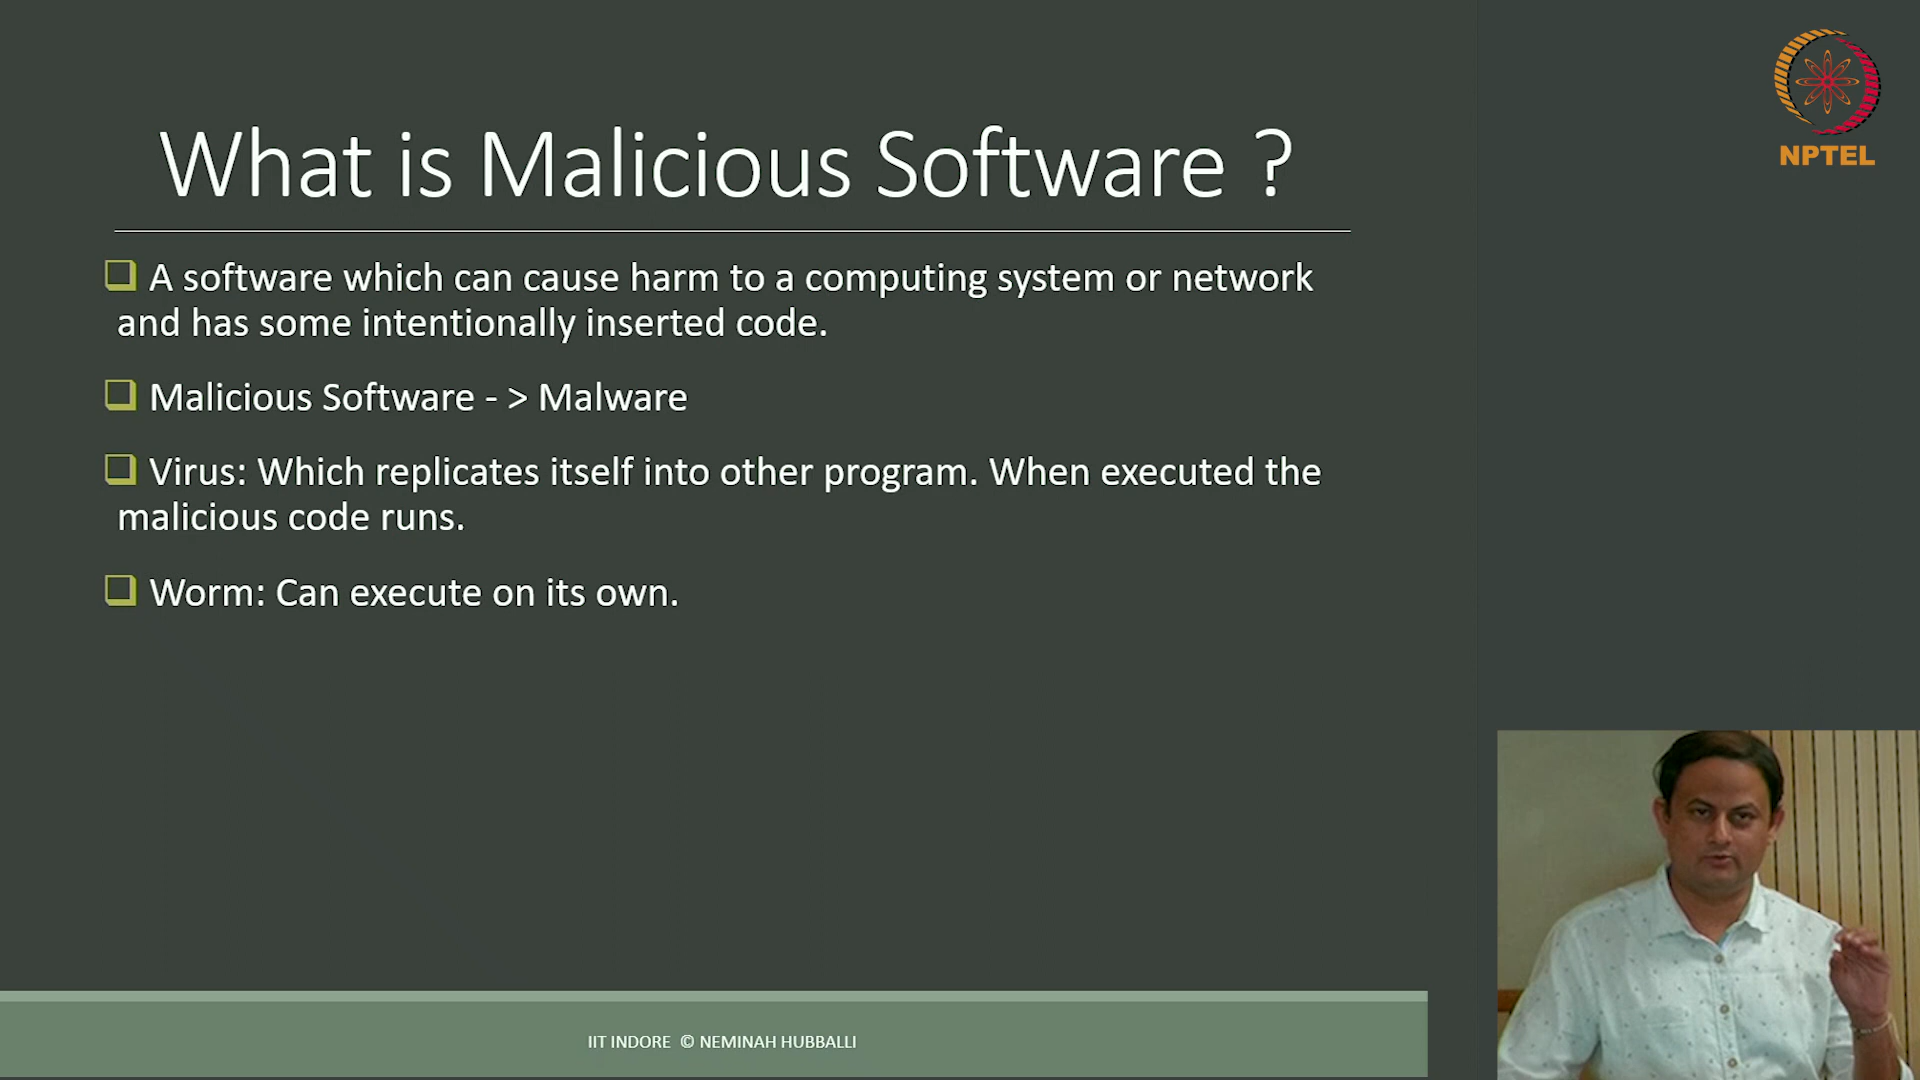 What is Malicious Software ?
A software which can cause harm to a computing system or network
and has some intentionally inserted code.
Malicious Software - > Malware
Virus: Which replicates itself into other program. When executed the
malicious code runs.
Worm: Can execute on its own.
IIT INDORE © NEMINAH HUBBALLI
NPTEL